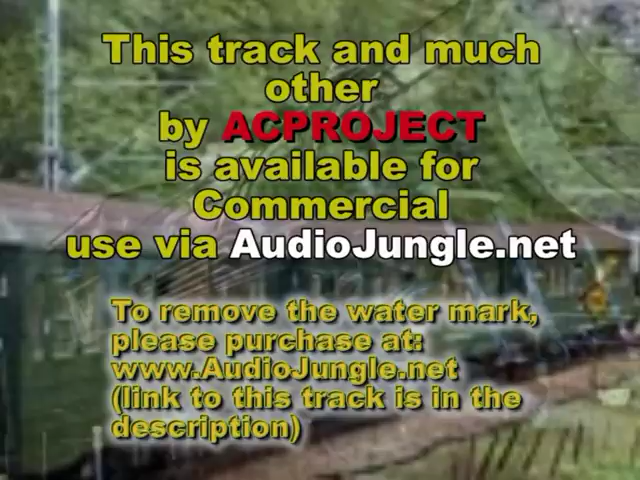 This track and much
other
by ACPROJECT
is available for
Commercial
use via AudioJungle.net
To remove the water mark,
please purchase at:
www.AudioJungle.net
(link to this track is in the
description)